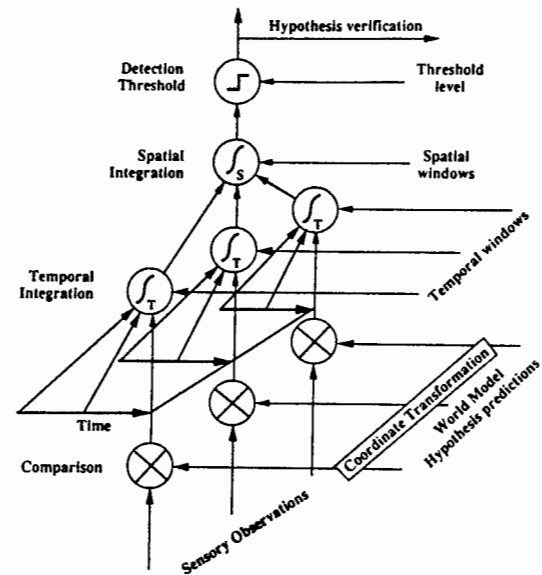 Hypothesis verification
Detection
Threshold
Threshold
level
Spatial
Integration
S
Spatial
windows
T
T
Temporal
Integration
T
Temporal windows
Time
Coordinate Transformation
World Model
Hypothesis predictions
Comparison
Sensory Observations